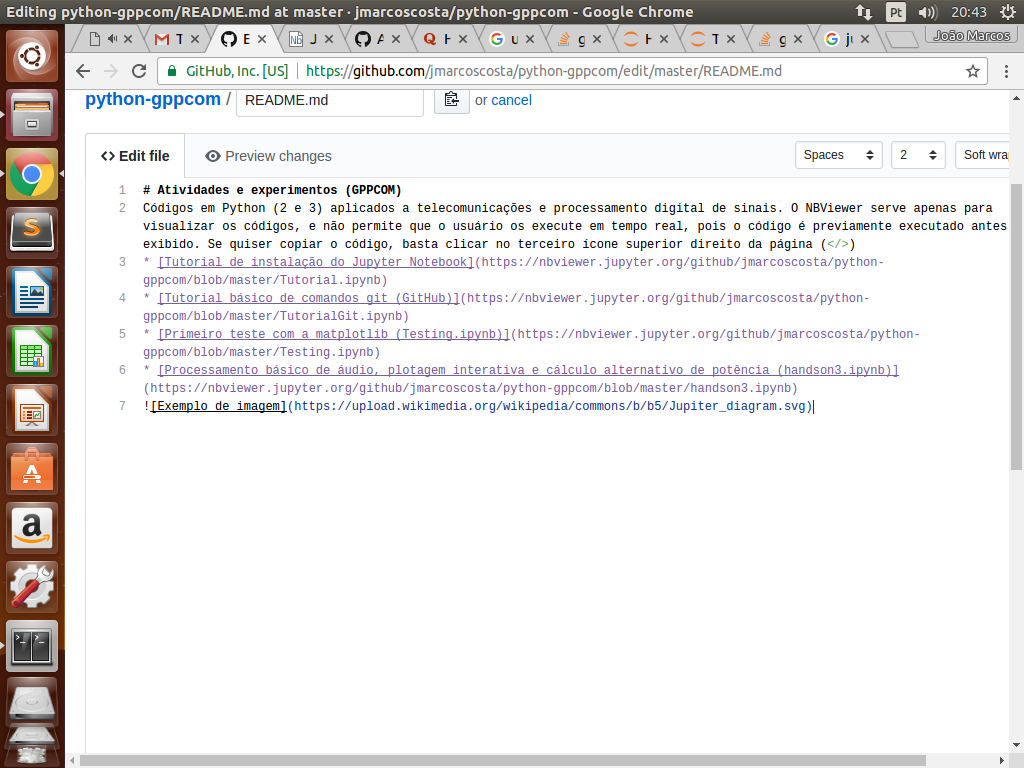 Editing python-gppcom/README.md at master · jmarcoscosta/python-gppcom - Google Chrome
Pt
20:43
T
E
J
A
H
u
g
H
T
g
ju
João Marcos
GitHub, Inc. [US]
https://github.com/jmarcoscosta/python-gppcom/edit/master/README.md
python-gppcom / README.md or cancel
<> Edit file
Preview changes
Spaces
2
Soft wra
1 # Atividades e experimentos (GPPCOM)
2 Códigos em Python (2 e 3) aplicados a telecomunicações e processamento digital de sinais. O NBViewer serve apenas para
visualizar os códigos, e não permite que o usuário os execute em tempo real, pois o código é previamente executado antes
exibido. Se quiser copiar o código, basta clicar no terceiro ícone superior direito da página (</>)
3 * [Tutorial de instalação do Jupyter Notebook](https://nbviewer.jupyter.org/github/jmarcoscosta/python-
gppcom/blob/master/Tutorial.ipynb)
4 * [Tutorial básico de comandos git (GitHub)](https://nbviewer.jupyter.org/github/jmarcoscosta/python-
gppcom/blob/master/TutorialGit.ipynb)
5 * [Primeiro teste com a matplotlib (Testing.ipynb)](https://nbviewer.jupyter.org/github/jmarcoscosta/python-
gppcom/blob/master/Testing.ipynb)
6 * [Processamento básico de áudio, plotagem interativa e cálculo alternativo de potência (handson3.ipynb)]
(https://nbviewer.jupyter.org/github/jmarcoscosta/python-gppcom/blob/master/handson3.ipynb)
7 ![Exemplo de imagem](https://upload.wikimedia.org/wikipedia/commons/b/b5/Jupiter_diagram.svg)